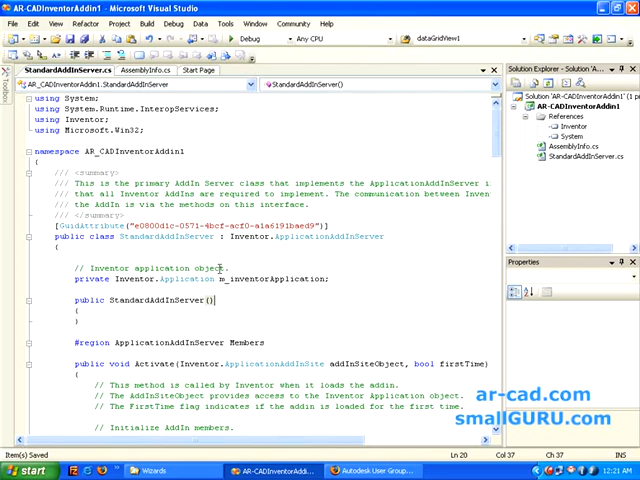 AR-CADInventorAddin1 - Microsoft Visual Studio
File Edit View Refactor Project Build Debug Data Tools Window Community Help
Debug Any CPU dataGridView1
StandardAddInServer.cs AssemblyInfo.cs Start Page
AR_CADInventorAddin1.StandardAddInServer StandardAddInServer()
Toolbox
using System;
using System.Runtime.InteropServices;
using Inventor;
using Microsoft.Win32;
namespace AR_CADInventorAddin1
{
/// <summary>
/// This is the primary AddIn Server class that implements the ApplicationAddInServer i
/// that all Inventor AddIns are required to implement. The communication between Inven
/// the AddIn is via the methods on this interface.
/// </summary>
[GuidAttribute("e0800d1c-0571-4bcf-acf0-a1a6191baed9")]
public class StandardAddInServer : Inventor.ApplicationAddInServer
{
// Inventor application object.
private Inventor.Application m_inventorApplication;
public StandardAddInServer()
{
}
#region ApplicationAddInServer Members
public void Activate(Inventor.ApplicationAddInSite addInSiteObject, bool firstTime)
{
// This method is called by Inventor when it loads the addin.
// The AddInSiteObject provides access to the Inventor Application object.
// The FirstTime flag indicates if the addin is loaded for the first time.
// Initialize AddIn members.
Solution Explorer - Solution 'A...
Solution 'AR-CADInventorAddin1' (1 pro
AR-CADInventorAddin1
References
Inventor
System
AssemblyInfo.cs
StandardAddInServer.cs
Properties
ar-cad.com
smallGURU.com
Item(s) Saved Ln 20 Col 37 Ch 37 INS
start Wizards AR-CADInventorAddi... Autodesk User Group... 12:21 AM